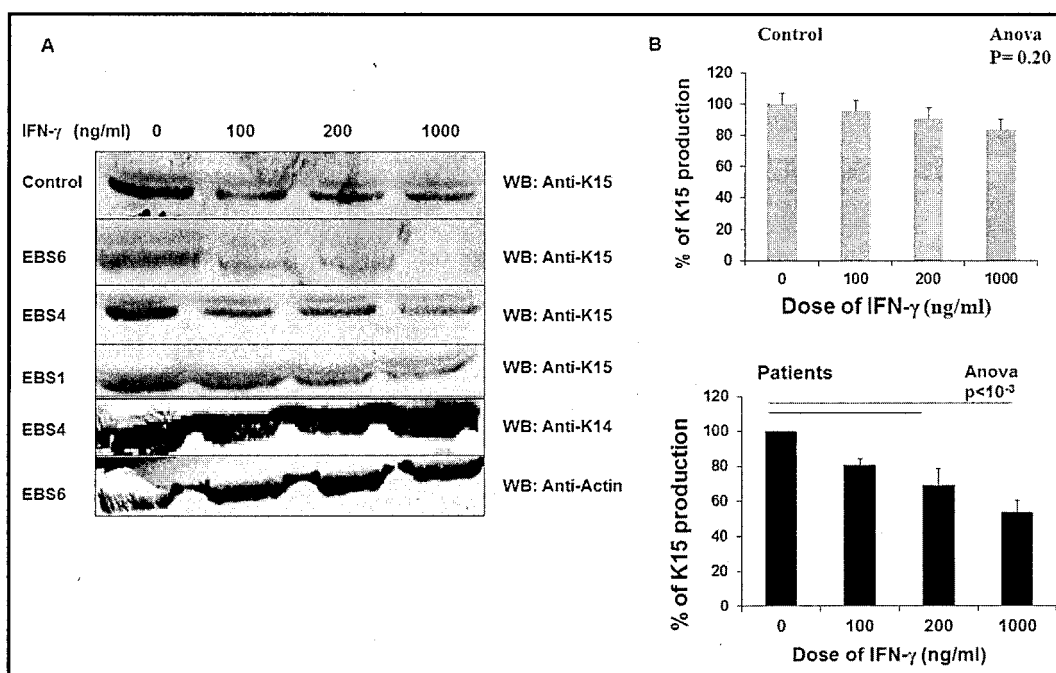 A
IFN-γ (ng/ml) 0 100 200 1000
Control WB: Anti-K15
EBS6 WB: Anti-K15
EBS4 WB: Anti-K15
EBS1 WB: Anti-K15
EBS4 WB: Anti-K14
EBS6 WB: Anti-Actin
B
Control Anova
P= 0.20
% of K15 production
120
100
80
60
40
20
0
0 100 200 1000
Dose of IFN-γ (ng/ml)
Patients Anova
p<10⁻³
% of K15 production
120
100
80
60
40
20
0
0 100 200 1000
Dose of IFN-γ (ng/ml)